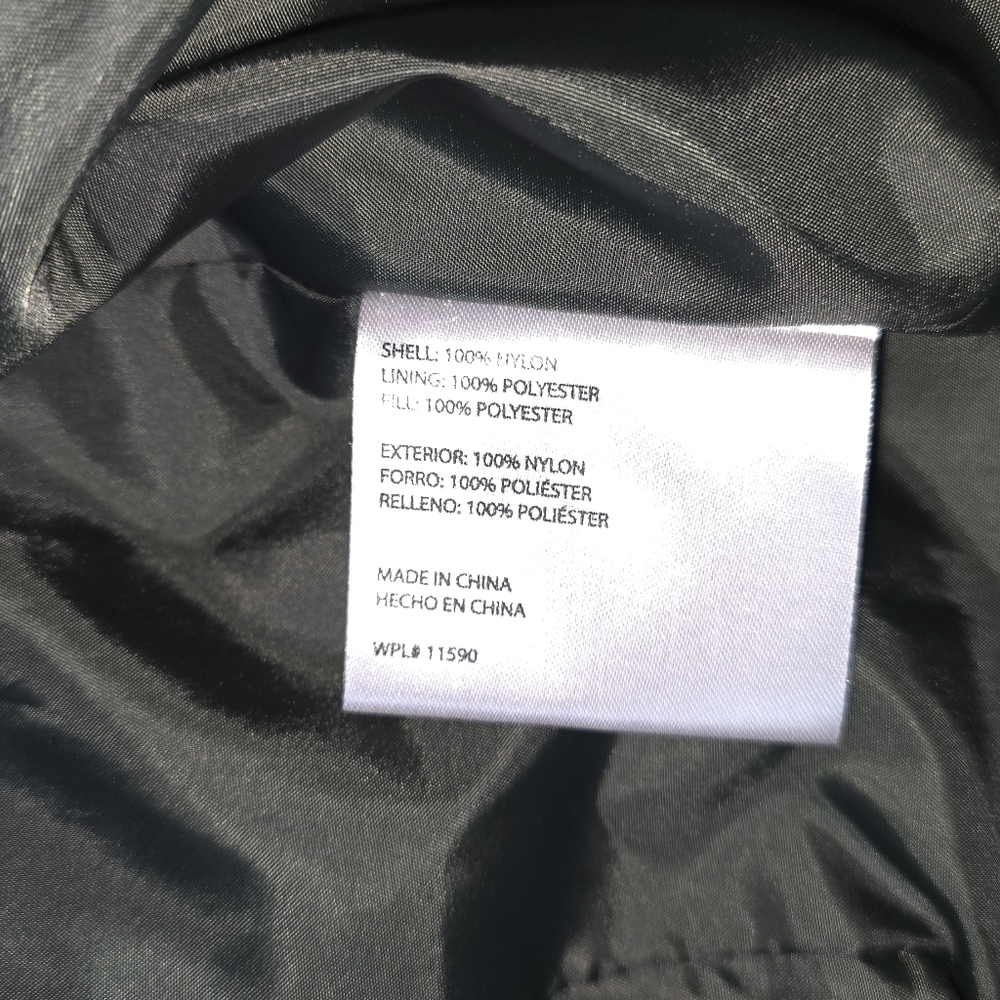 SHELL: 100% NYLON
LINING: 100% POLYESTER
FILL: 100% POLYESTER
EXTERIOR: 100% NYLON
FORRO: 100% POLIÉSTER
RELLENO: 100% POLIÉSTER
MADE IN CHINA
HECHO EN CHINA
WPL# 11590